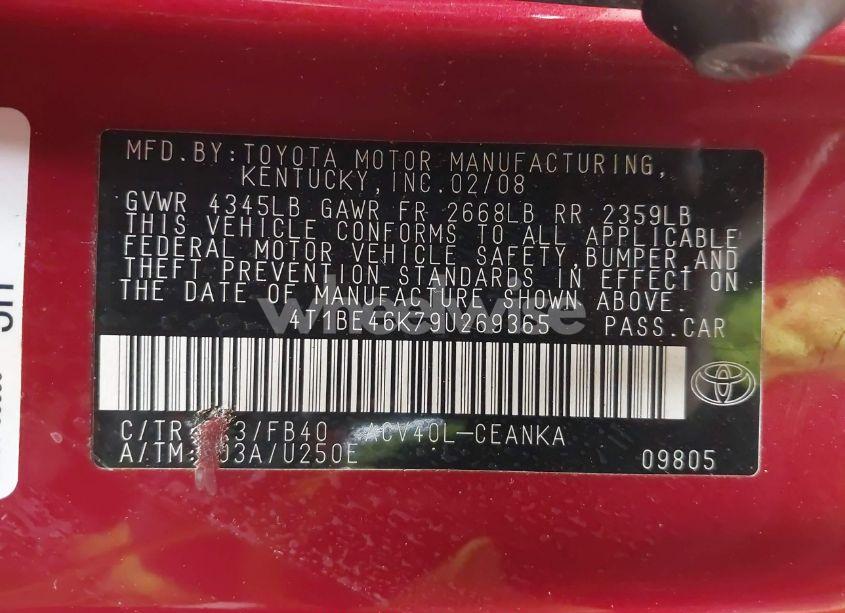 MFD.BY:TOYOTA MOTOR MANUFACTURING,
KENTUCKY,INC.02/08
GVWR 4345LB GAWR FR 2668LB RR 2359LB
THIS VEHICLE CONFORMS TO ALL APPLICABLE
FEDERAL MOTOR VEHICLE SAFETY,BUMPER,AND
THEFT PREVENTION STANDARDS IN EFFECT ON
THE DATE OF MANUFACTURE SHOWN ABOVE.
4T1BE46K79U269365 PASS.CAR
C/TR /FB40 ACV40L-CEANKA
A/TM: 03A/U250E 09805